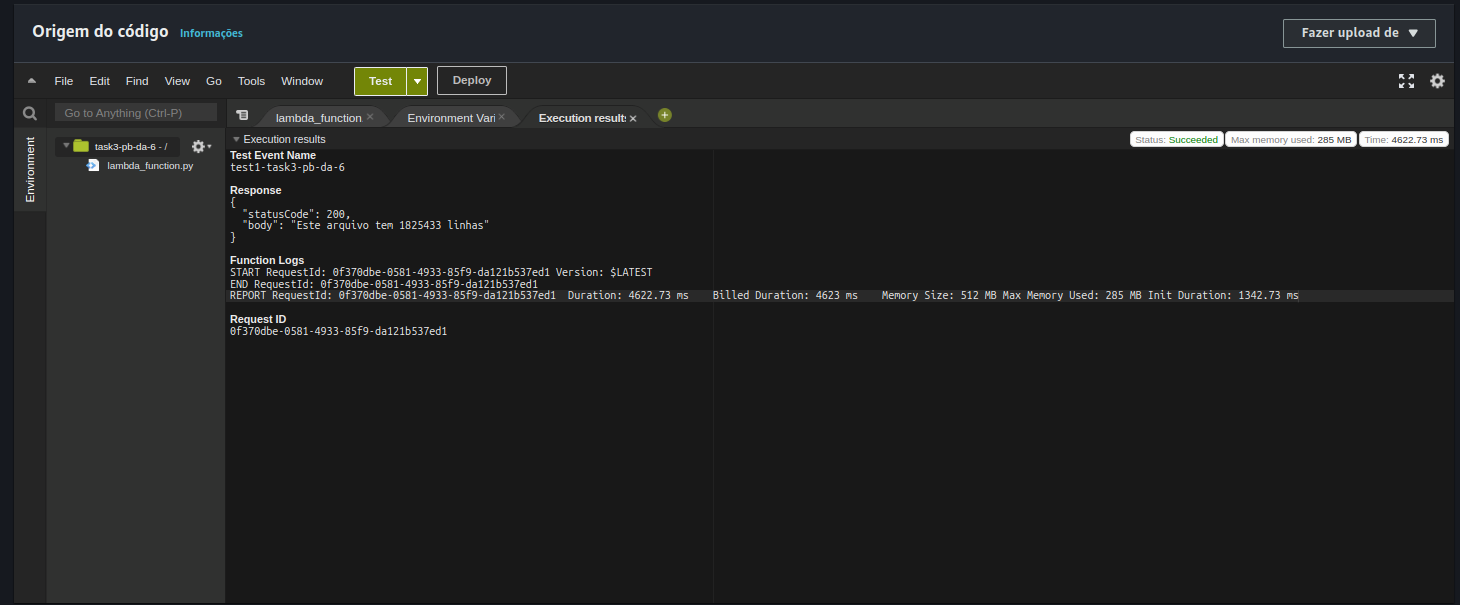 Origem do código Informações
Fazer upload de
File Edit Find View Go Tools Window Test Deploy
Go to Anything (Ctrl-P)
lambda_function Environment Vari Execution results
Environment
task3-pb-da-6 - /
lambda_function.py
Execution results Status: Succeeded Max memory used: 285 MB Time: 4622.73 ms
Test Event Name
test1-task3-pb-da-6
Response
{
"statusCode": 200,
"body": "Este arquivo tem 1825433 linhas"
}
Function Logs
START RequestId: 0f370dbe-0581-4933-85f9-da121b537ed1 Version: $LATEST
END RequestId: 0f370dbe-0581-4933-85f9-da121b537ed1
REPORT RequestId: 0f370dbe-0581-4933-85f9-da121b537ed1 Duration: 4622.73 ms Billed Duration: 4623 ms Memory Size: 512 MB Max Memory Used: 285 MB Init Duration: 1342.73 ms
Request ID
0f370dbe-0581-4933-85f9-da121b537ed1